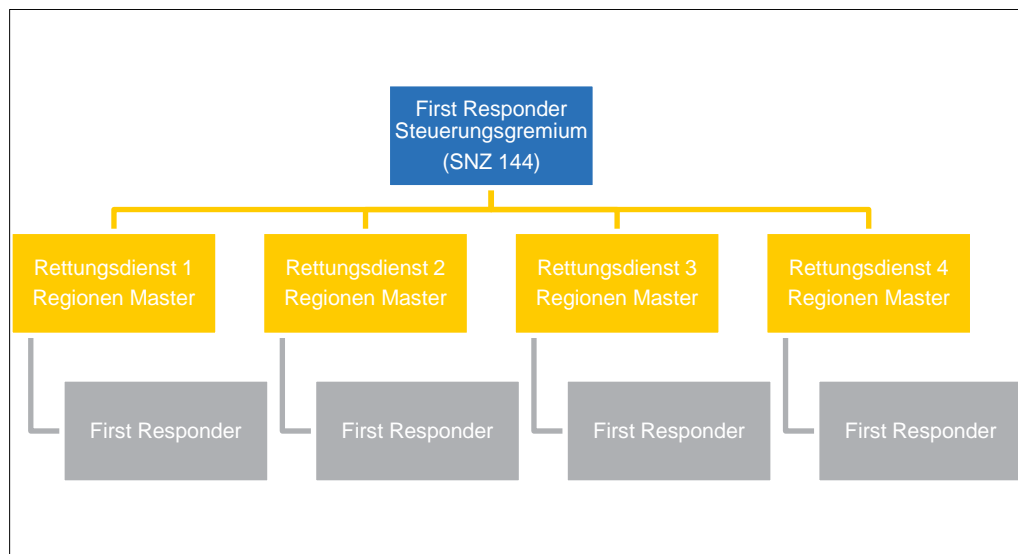 First Responder
Steuerungsgremium
(SNZ 144)
Rettungsdienst 1
Regionen Master
Rettungsdienst 2
Regionen Master
Rettungsdienst 3
Regionen Master
Rettungsdienst 4
Regionen Master
First Responder
First Responder
First Responder
First Responder